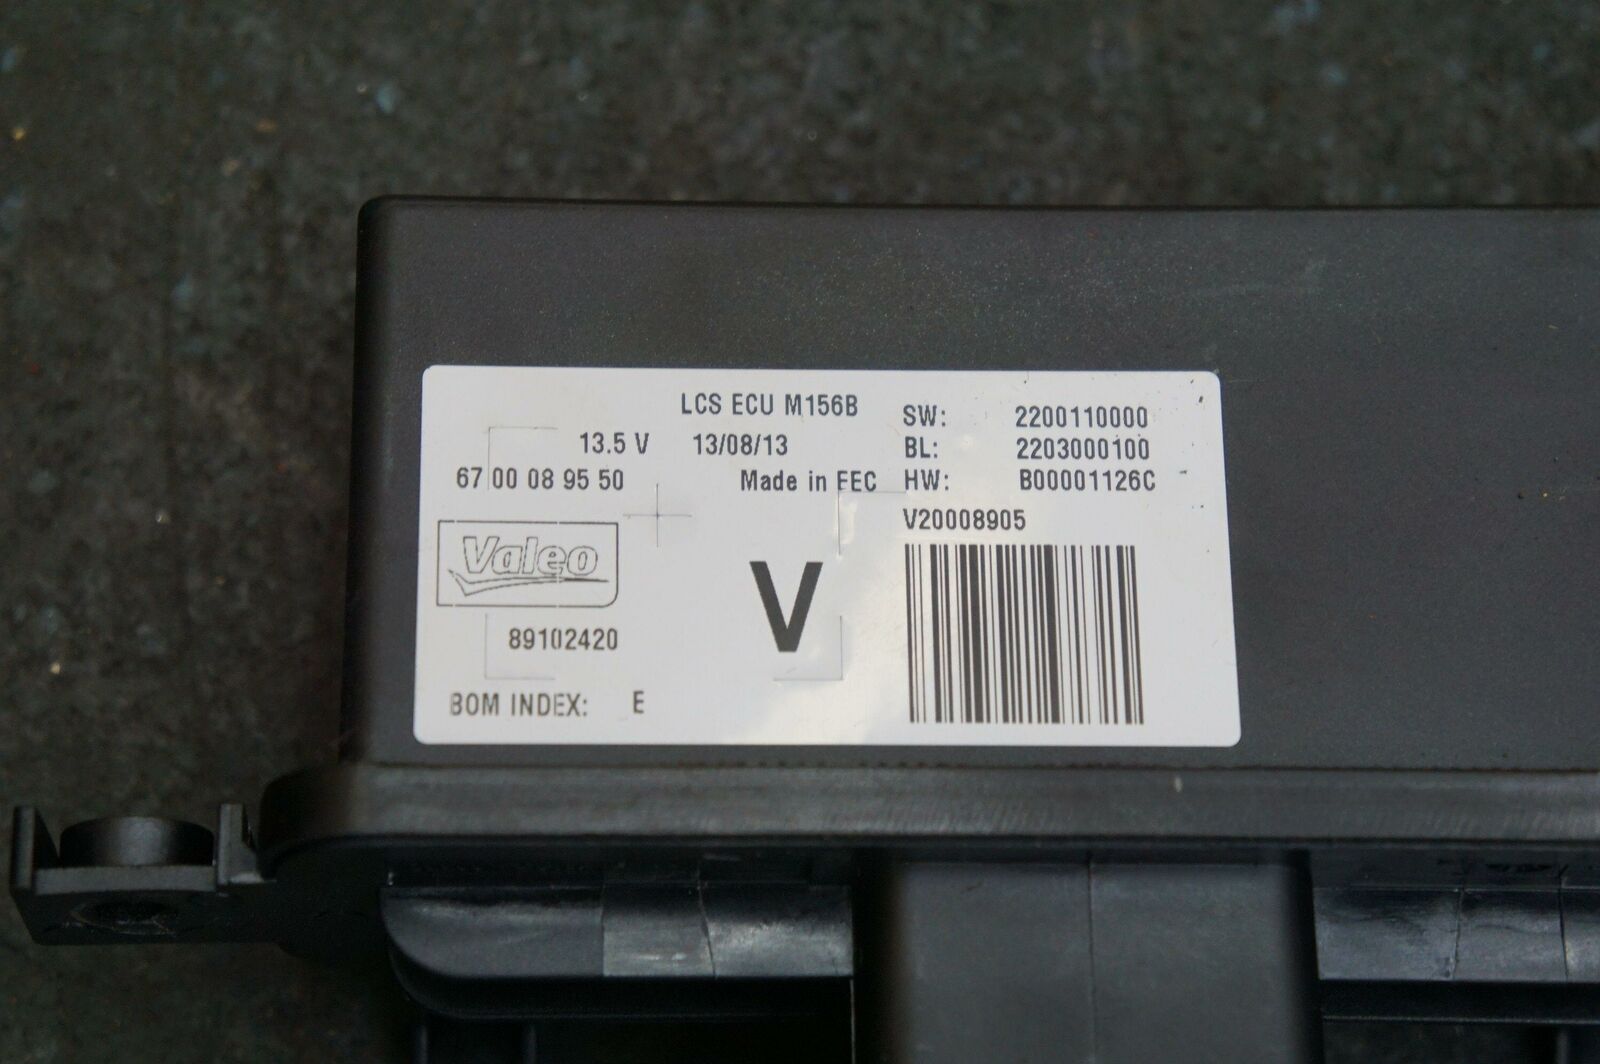 LCS ECU M156B
13.5 V 13/08/13
67 00 08 95 50 Made in EEC
Valeo
V
89102420
BOM INDEX: E
SW: 2200110000
BL: 2203000100
HW: B00001126C
V20008905